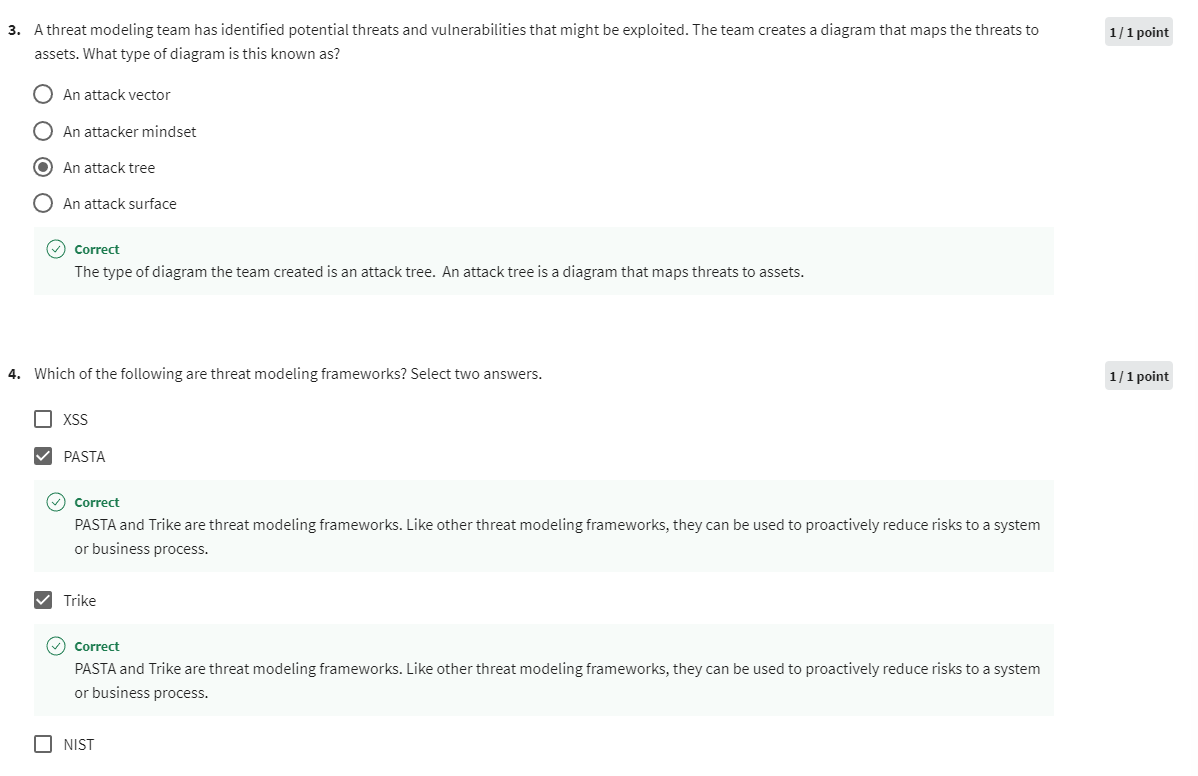 3. A threat modeling team has identified potential threats and vulnerabilities that might be exploited. The team creates a diagram that maps the threats to
1 / 1 point
assets. What type of diagram is this known as?
An attack vector
An attacker mindset
An attack tree
An attack surface
Correct
The type of diagram the team created is an attack tree. An attack tree is a diagram that maps threats to assets.
4. Which of the following are threat modeling frameworks? Select two answers.
1 / 1 point
XSS
PASTA
Correct
PASTA and Trike are threat modeling frameworks. Like other threat modeling frameworks, they can be used to proactively reduce risks to a system
or business process.
Trike
Correct
PASTA and Trike are threat modeling frameworks. Like other threat modeling frameworks, they can be used to proactively reduce risks to a system
or business process.
NIST